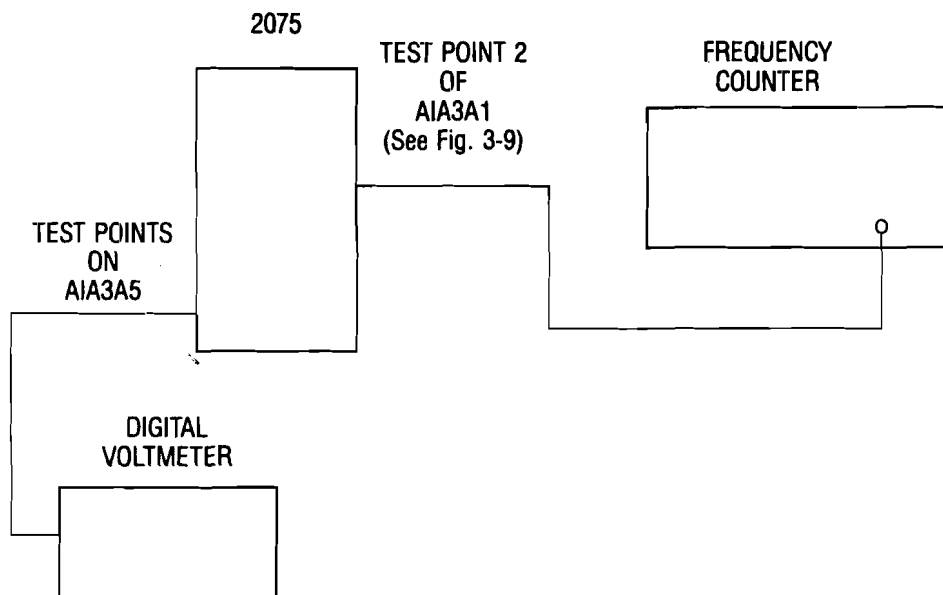 2075
TEST POINT 2
OF
AIA3A1
(See Fig. 3-9)
FREQUENCY
COUNTER
TEST POINTS
ON
AIA3A5
DIGITAL
VOLTMETER